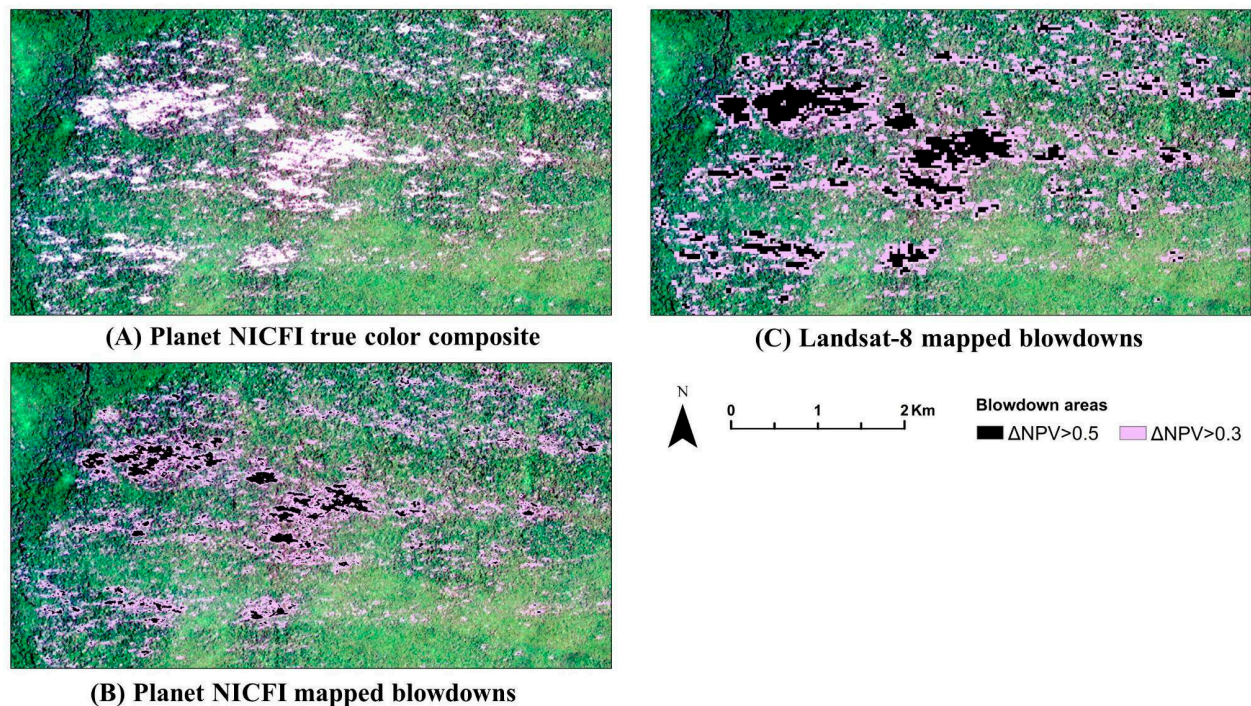 (A) Planet NICFI true color composite
(C) Landsat-8 mapped blowdowns
N
0 1 2 Km
Blowdown areas
ΔNPV>0.5 ΔNPV>0.3
(B) Planet NICFI mapped blowdowns